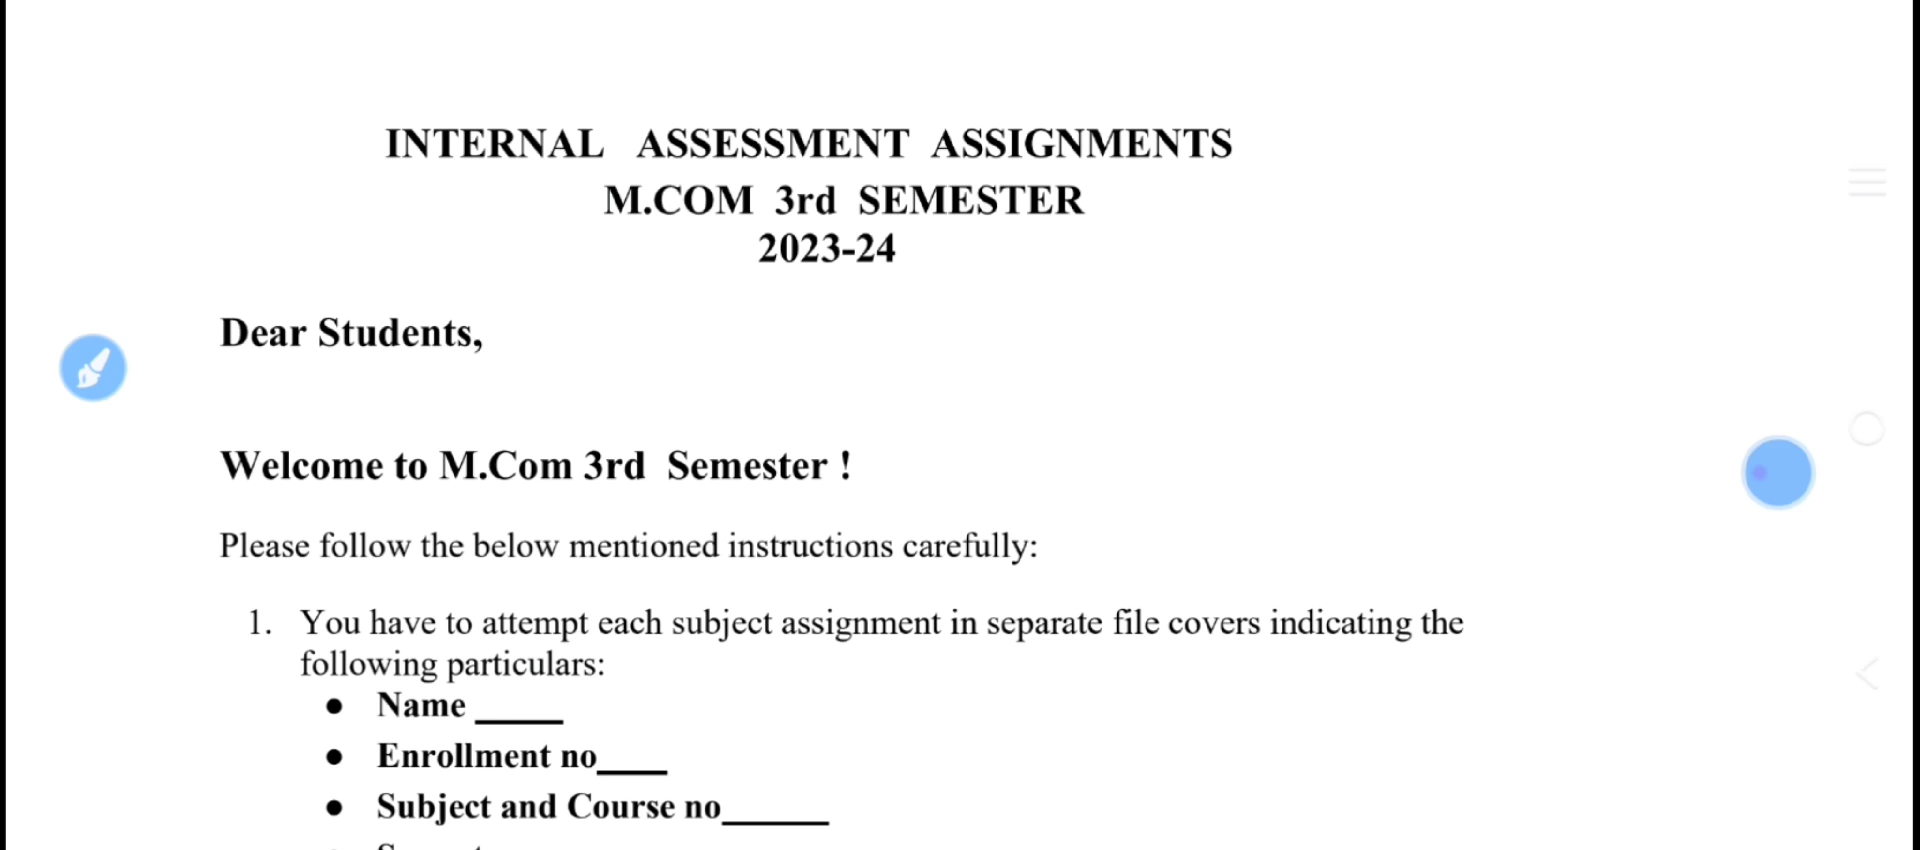 INTERNAL ASSESSMENT ASSIGNMENTS
M.COM 3rd SEMESTER
2023-24
Dear Students,
Welcome to M.Com 3rd Semester !
Please follow the below mentioned instructions carefully:
1. You have to attempt each subject assignment in separate file covers indicating the
following particulars:
● Name _____
● Enrollment no____
● Subject and Course no______